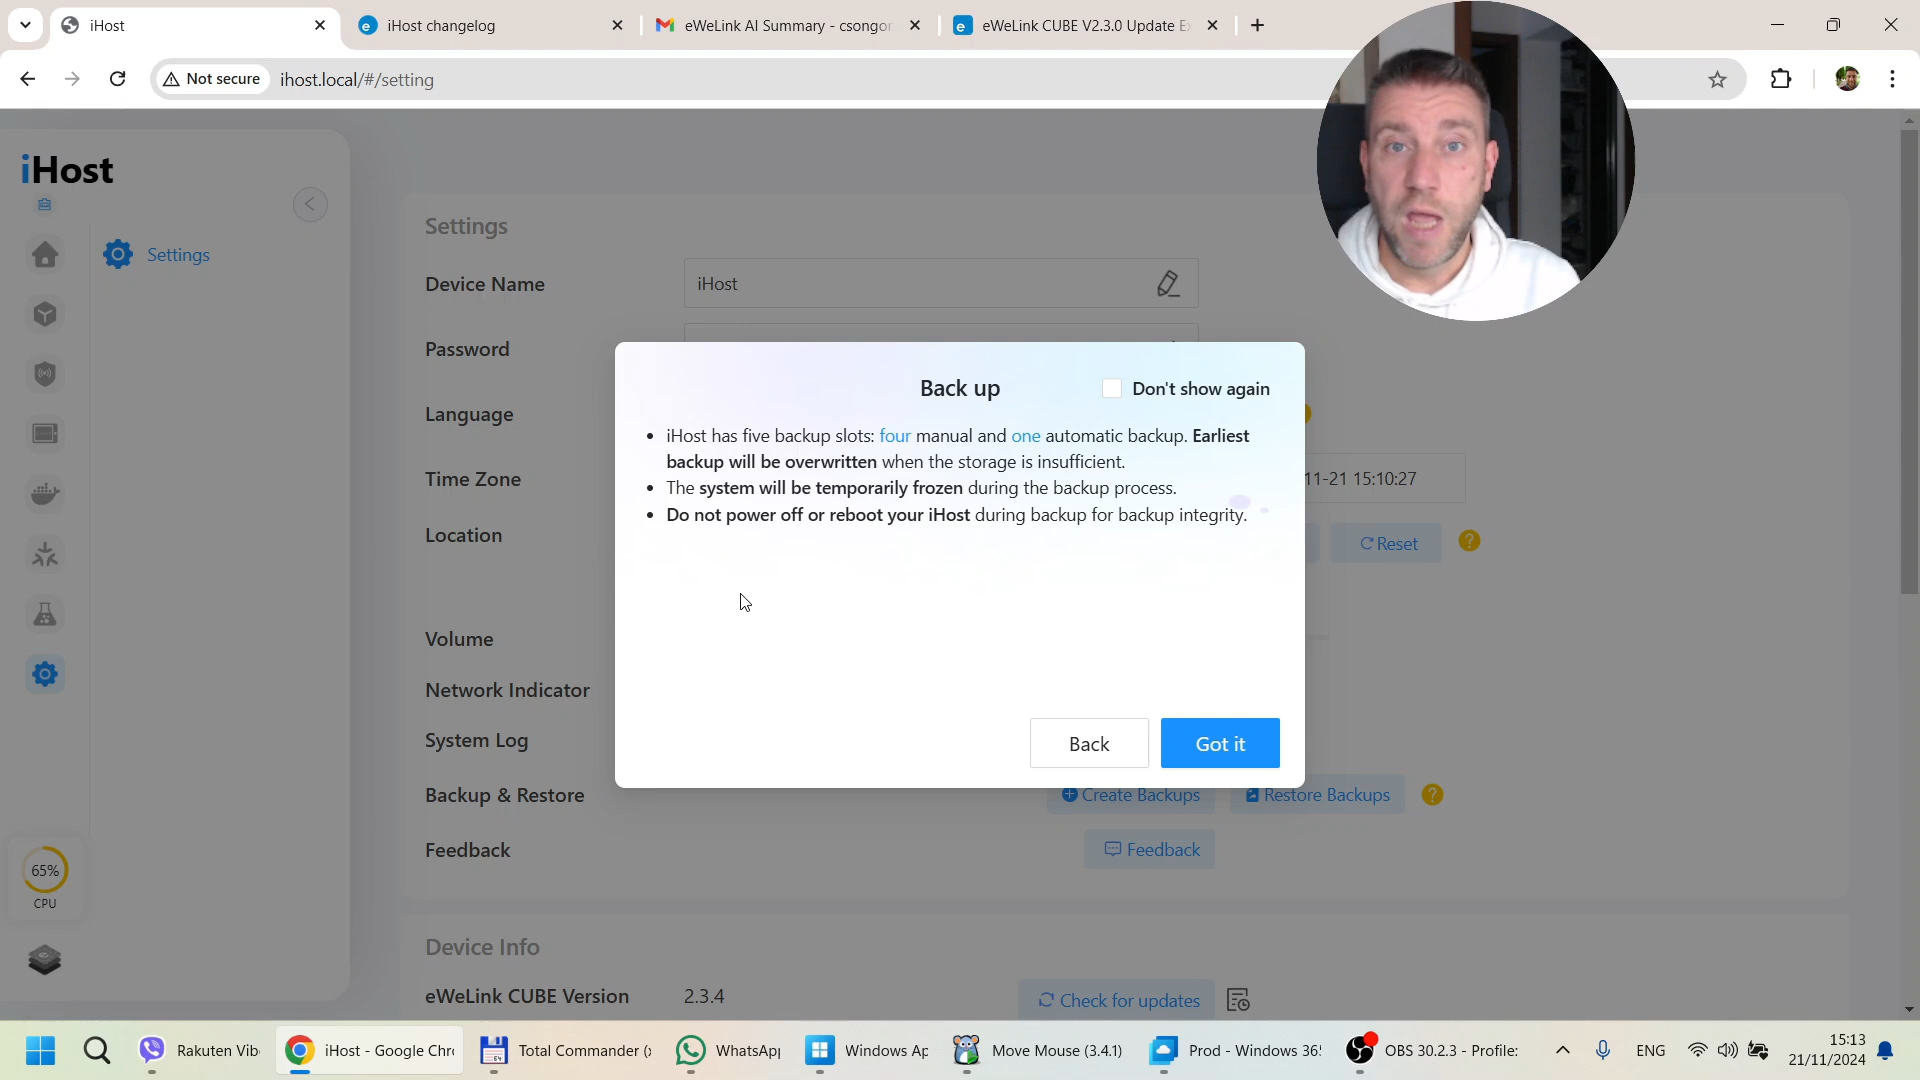 iHost
iHost changelog
eWeLink AI Summary - csongor
eWeLink CUBE V2.3.0 Update Ex
Not secure
ihost.local/#/setting
iHost
Settings
Settings
Device Name
iHost
Password
Language
Time Zone
11-21 15:10:27
Location
Reset
Volume
Network Indicator
System Log
Backup & Restore
Create Backups
Restore Backups
Feedback
Feedback
Back up
Don't show again
iHost has five backup slots: four manual and one automatic backup. Earliest
backup will be overwritten when the storage is insufficient.
The system will be temporarily frozen during the backup process.
Do not power off or reboot your iHost during backup for backup integrity.
Back
Got it
65%
CPU
Device Info
eWeLink CUBE Version
2.3.4
Check for updates
Rakuten Vibe
iHost - Google Chro
Total Commander (x
WhatsApp
Windows Ap
Move Mouse (3.4.1)
Prod - Windows 365
OBS 30.2.3 - Profile:
ENG
15:13
21/11/2024